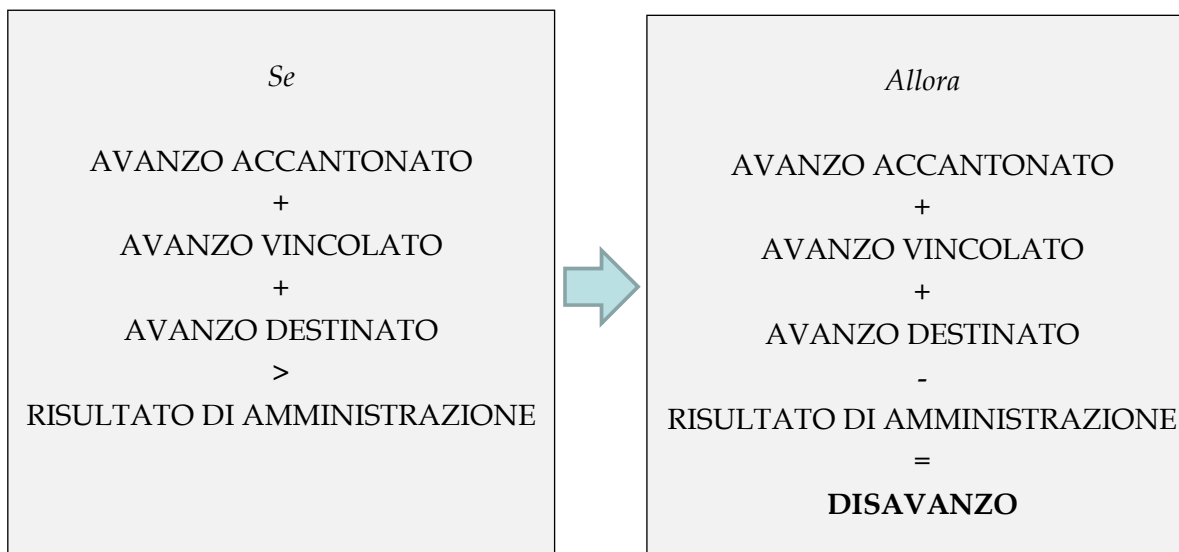 Se
AVANZO ACCANTONATO
+
AVANZO VINCOLATO
+
AVANZO DESTINATO
>
RISULTATO DI AMMINISTRAZIONE
Allora
AVANZO ACCANTONATO
+
AVANZO VINCOLATO
+
AVANZO DESTINATO
-
RISULTATO DI AMMINISTRAZIONE
=
DISAVANZO